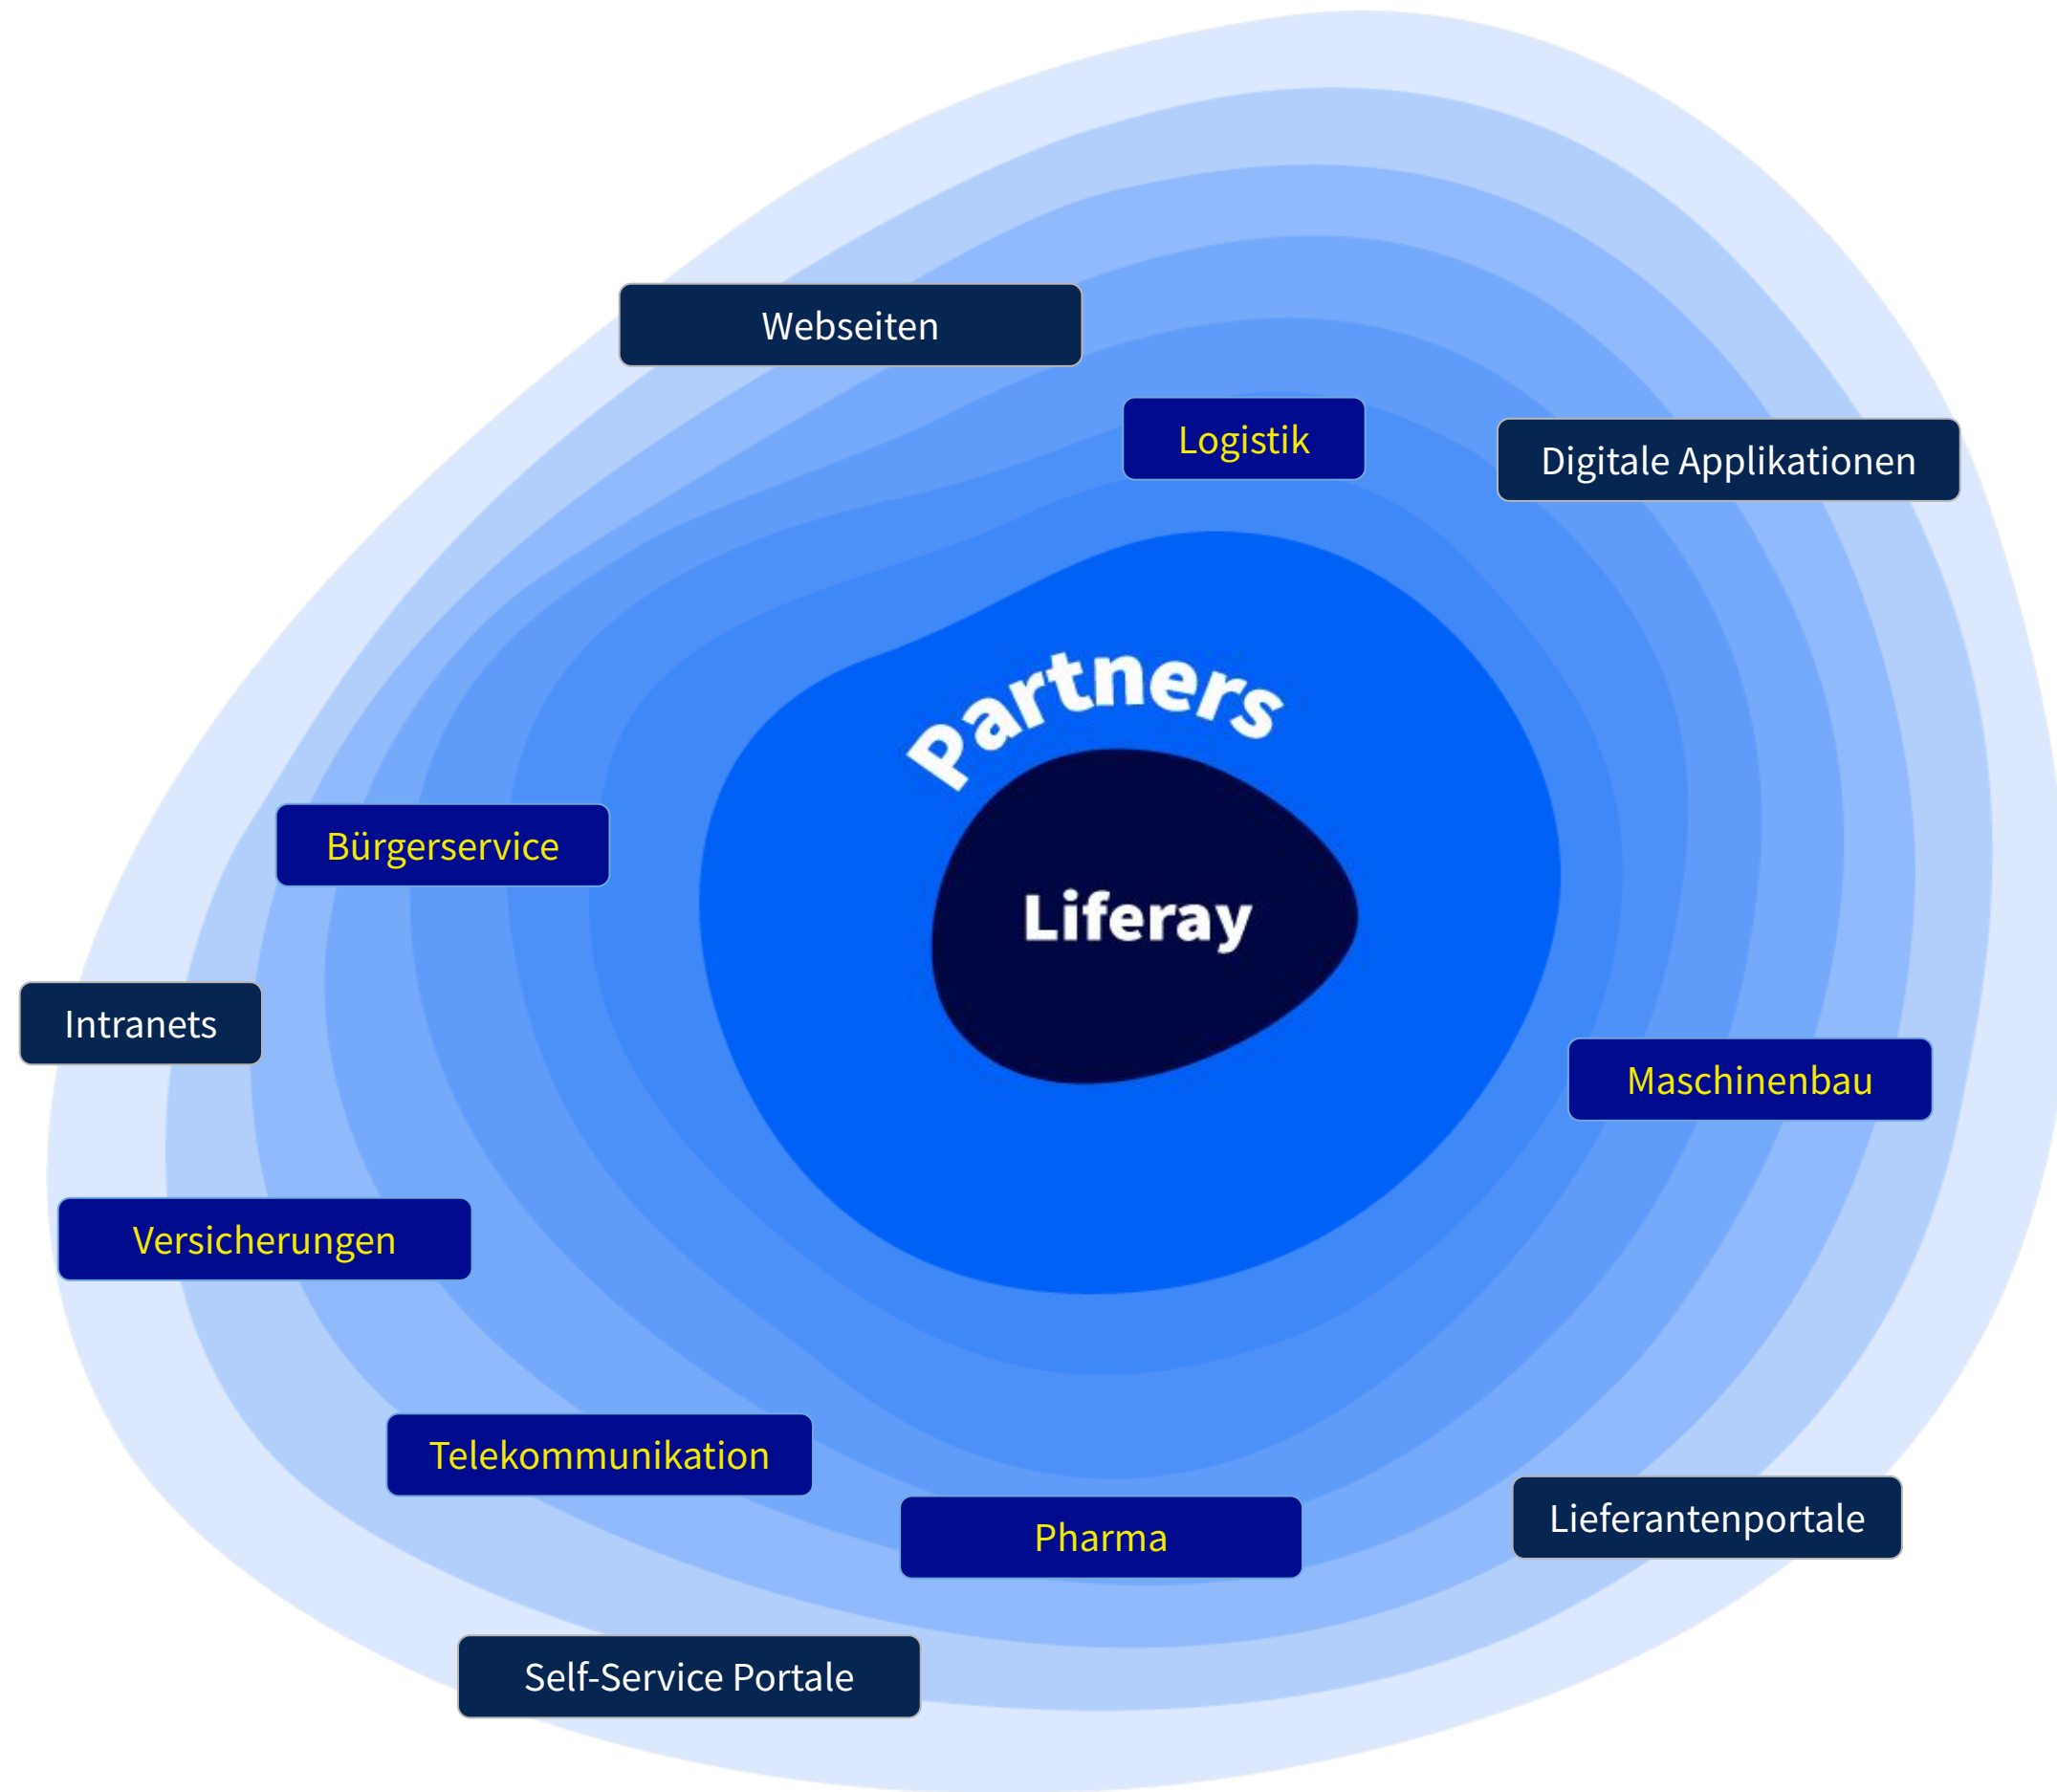 Webseiten
Logistik
Digitale Applikationen
Partners
Bürgerservice
Liferay
Intranets
Maschinenbau
Versicherungen
Telekommunikation
Lieferantenportale
Pharma
Self-Service Portale